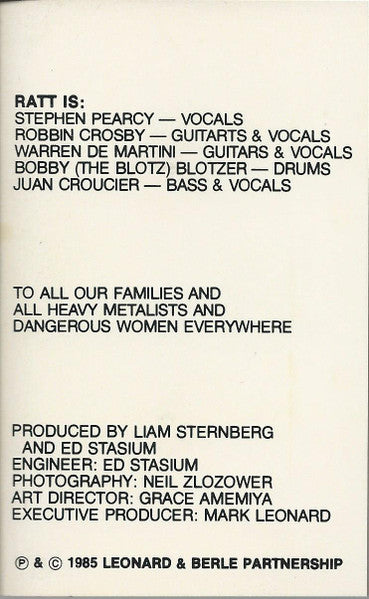 RATT IS:
STEPHEN PEARCY — VOCALS
ROBBIN CROSBY — GUITARTS & VOCALS
WARREN DE MARTINI — GUITARS & VOCALS
BOBBY (THE BLOTZ) BLOTZER — DRUMS
JUAN CROUCIER — BASS & VOCALS
TO ALL OUR FAMILIES AND
ALL HEAVY METALISTS AND
DANGEROUS WOMEN EVERYWHERE
PRODUCED BY LIAM STERNBERG
AND ED STASIUM
ENGINEER: ED STASIUM
PHOTOGRAPHY: NEIL ZLOZOWER
ART DIRECTOR: GRACE AMEMIYA
EXECUTIVE PRODUCER: MARK LEONARD
℗ & © 1985 LEONARD & BERLE PARTNERSHIP